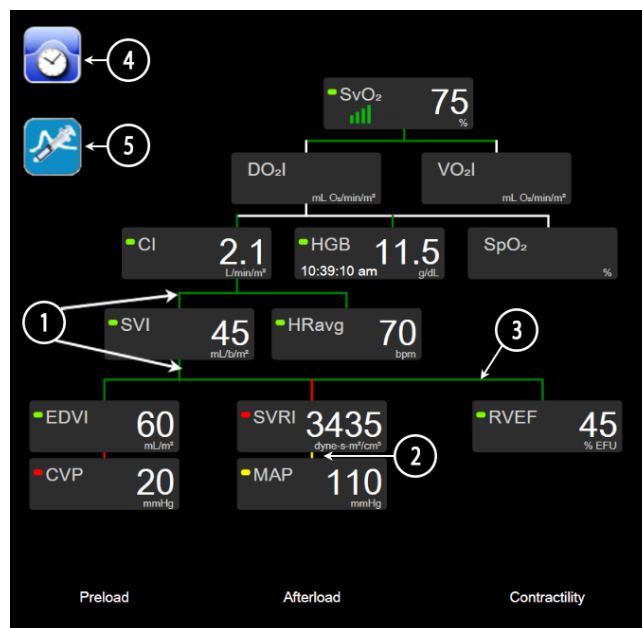 4
5
SvO₂ 75
%
DO₂I
mL O₂/min/m²
VO₂I
mL O₂/min/m²
CI 2.1
L/min/m²
HGB 11.5
10:39:10 am g/dL
SpO₂
%
1
SVI 45
mL/b/m²
HRavg 70
bpm
3
EDVI 60
mL/m²
SVRI 3435
dyne-s-m²/cm⁵
RVEF 45
% EFU
2
CVP 20
mmHg
MAP 110
mmHg
Preload Afterload Contractility